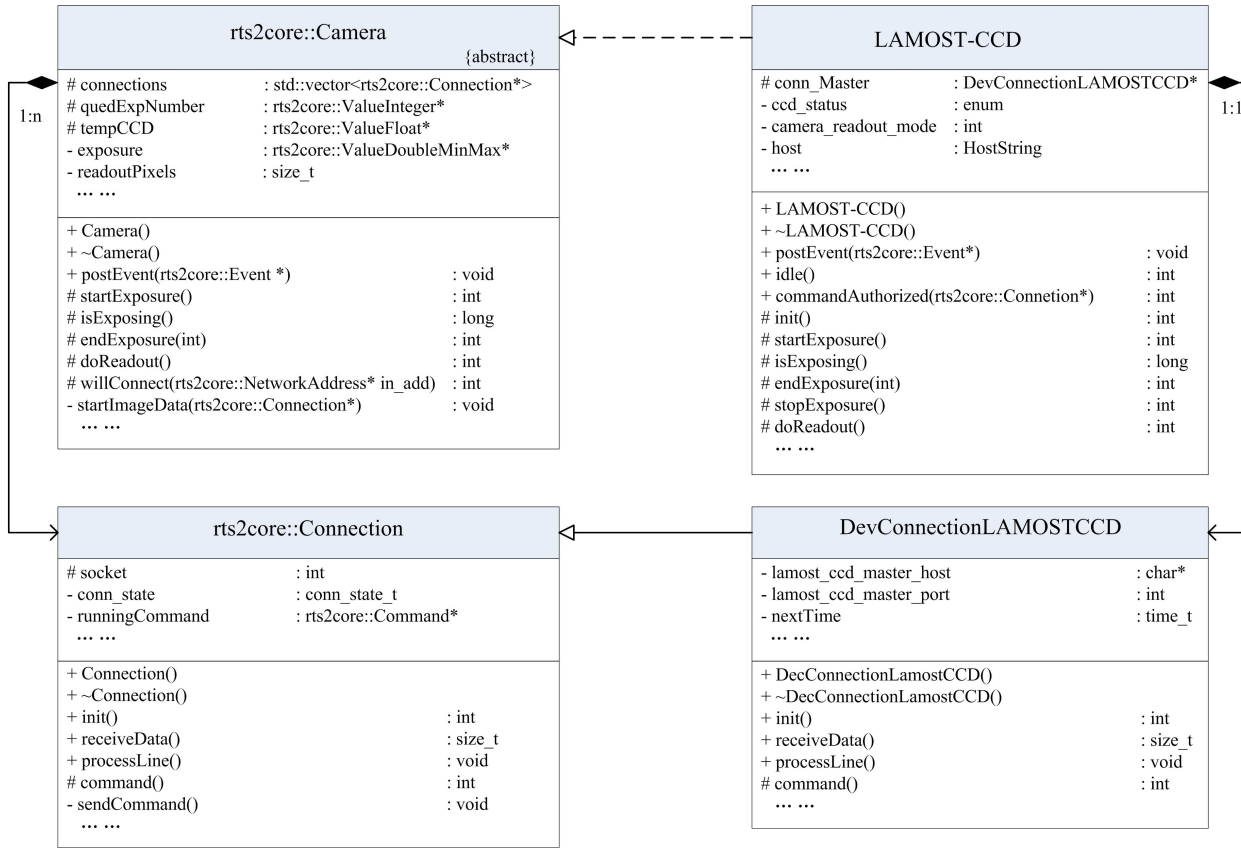 rts2core::Camera
{abstract}
# connections : std::vector<rts2core::Connection*>
# quedExpNumber : rts2core::ValueInteger*
# tempCCD : rts2core::ValueFloat*
- exposure : rts2core::ValueDoubleMinMax*
- readoutPixels : size_t
... ...
+ Camera()
+ ~Camera()
+ postEvent(rts2core::Event *) : void
# startExposure() : int
# isExposing() : long
# endExposure(int) : int
# doReadout() : int
# willConnect(rts2core::NetworkAddress* in_add) : int
- startImageData(rts2core::Connection*) : void
... ...
1:n
LAMOST-CCD
# conn_Master : DevConnectionLAMOSTCCD*
- ccd_status : enum
- camera_readout_mode : int
- host : HostString
... ...
+ LAMOST-CCD()
+ ~LAMOST-CCD()
+ postEvent(rts2core::Event*) : void
+ idle() : int
+ commandAuthorized(rts2core::Connetion*) : int
# init() : int
# startExposure() : int
# isExposing() : long
# endExposure(int) : int
# stopExposure() : int
# doReadout() : int
... ...
1:1
rts2core::Connection
# socket : int
- conn_state : conn_state_t
- runningCommand : rts2core::Command*
... ...
+ Connection()
+ ~Connection()
+ init() : int
+ receiveData() : size_t
+ processLine() : void
# command() : int
- sendCommand() : void
... ...
DevConnectionLAMOSTCCD
- lamost_ccd_master_host : char*
- lamost_ccd_master_port : int
- nextTime : time_t
... ...
+ DecConnectionLamostCCD()
+ ~DecConnectionLamostCCD()
+ init() : int
+ receiveData() : size_t
+ processLine() : void
# command() : int
... ...